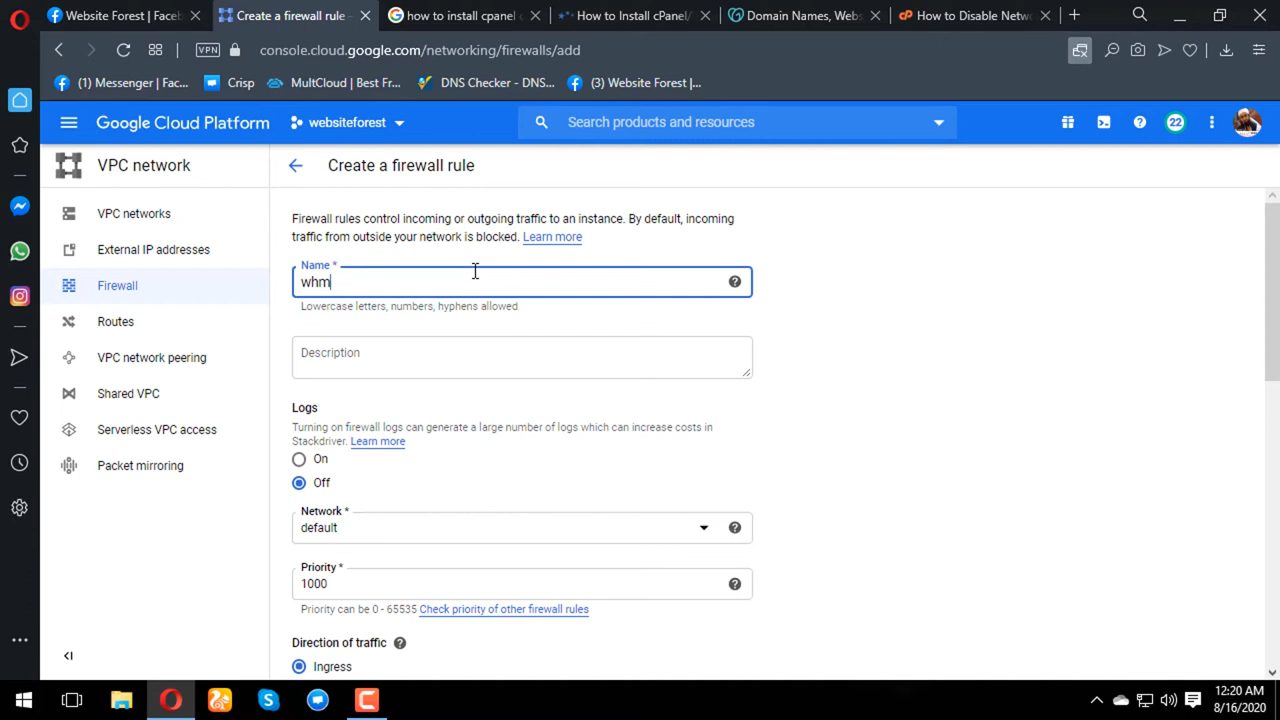 Website Forest | Faceb
Create a firewall rule -
how to install cpanel o
How to Install cPanel/
Domain Names, Webs
How to Disable Netw
VPN
console.cloud.google.com/networking/firewalls/add
(1) Messenger | Fac...
Crisp
MultCloud | Best Fr...
DNS Checker - DNS...
(3) Website Forest |...
Google Cloud Platform
websiteforest
Search products and resources
22
VPC network
Create a firewall rule
VPC networks
External IP addresses
Firewall
Routes
VPC network peering
Shared VPC
Serverless VPC access
Packet mirroring
Firewall rules control incoming or outgoing traffic to an instance. By default, incoming
traffic from outside your network is blocked. Learn more
Name *
whm
Lowercase letters, numbers, hyphens allowed
Description
Logs
Turning on firewall logs can generate a large number of logs which can increase costs in
Stackdriver. Learn more
On
Off
Network *
default
Priority *
1000
Priority can be 0 - 65535 Check priority of other firewall rules
Direction of traffic
Ingress
12:20 AM
8/16/2020